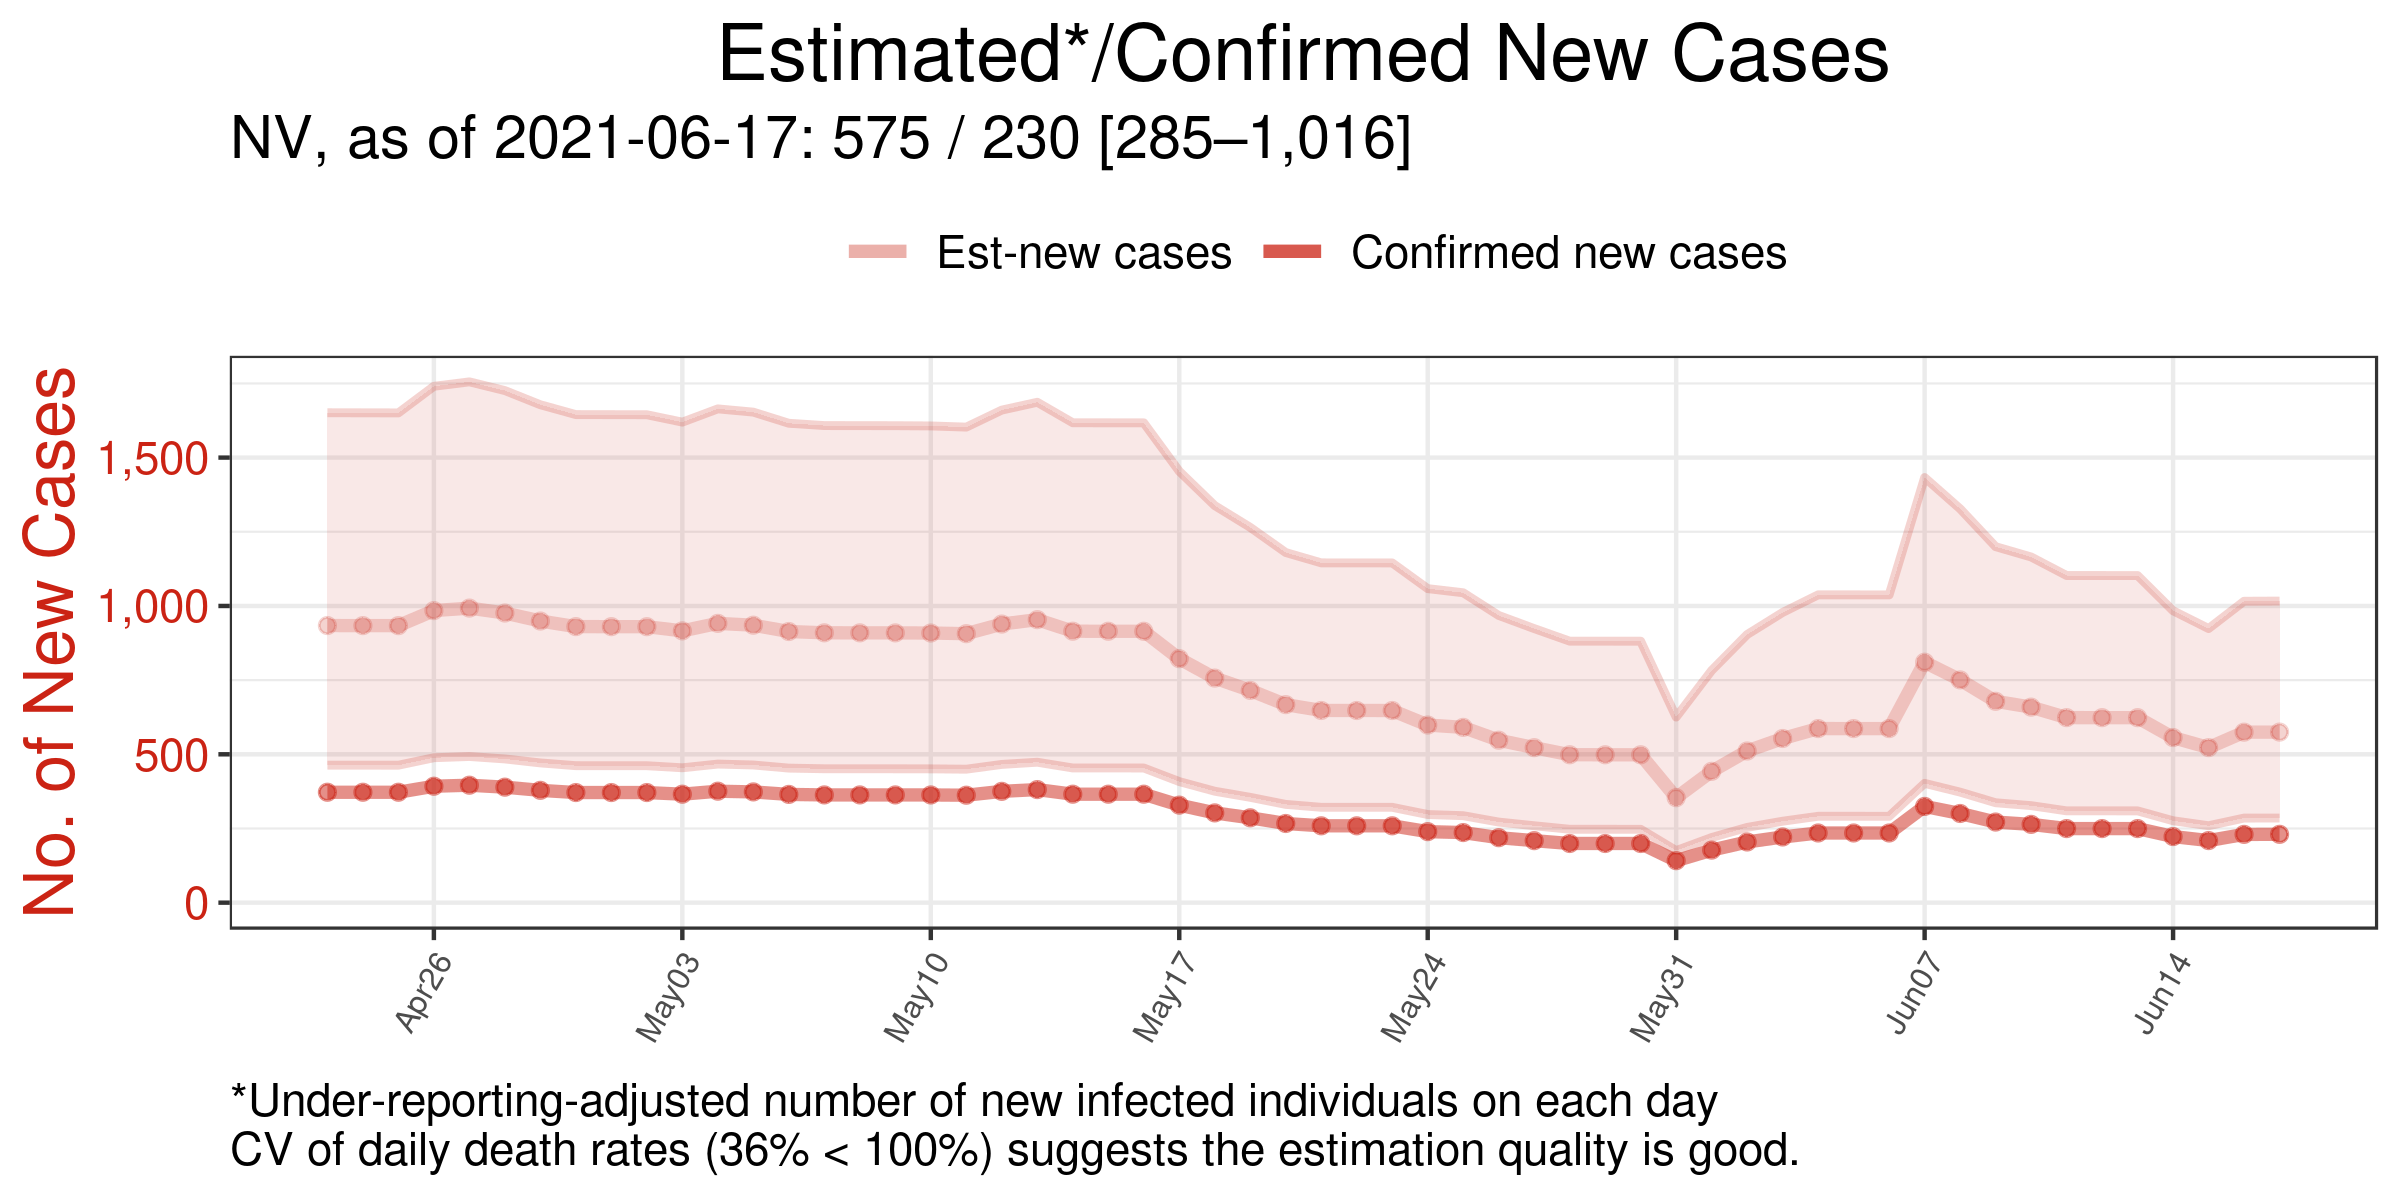 Estimated*/Confirmed New Cases
NV, as of 2021-06-17: 575 / 230 [285–1,016]
Est-new cases Confirmed new cases
No. of New Cases
1,500
1,000
500
0
Apr26 May03 May10 May17 May24 May31 Jun07 Jun14
*Under-reporting-adjusted number of new infected individuals on each day
CV of daily death rates (36% < 100%) suggests the estimation quality is good.